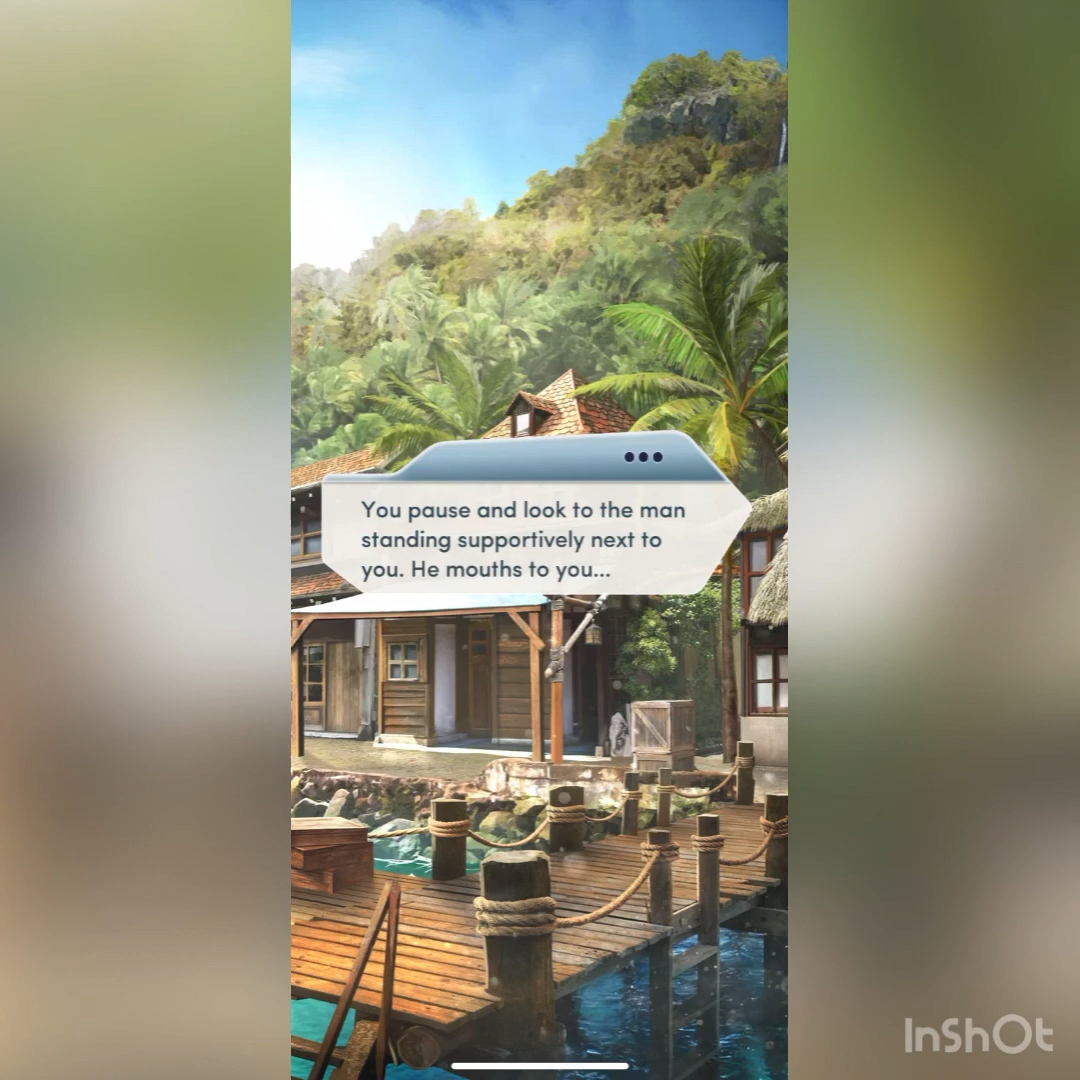 You pause and look to the man
standing supportively next to
you. He mouths to you...
InShOt